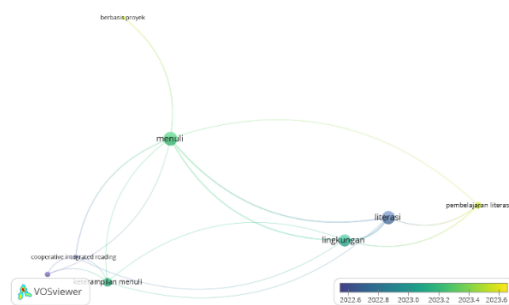 berbasis proyek
menuli
literasi
pembelajaran literas
lingkungan
cooperative integrated reading
keterampilan menuli
VOSviewer
2022.6 2022.8 2023.0 2023.2 2023.4 2023.6